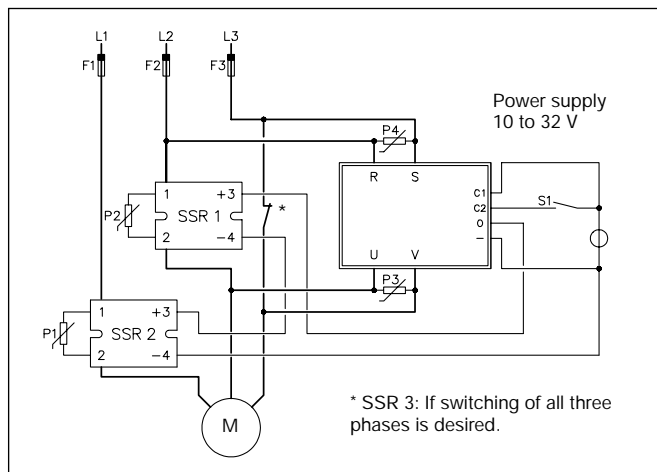 L1 L2 L3
F1 F2 F3
Power supply
10 to 32 V
P4
R S
1 +3
C1
P2 SSR 1 *
C2 S1
0
2 -4
-
U V
P3
1 +3
P1 SSR 2
2 -4
* SSR 3: If switching of all three
phases is desired.
M